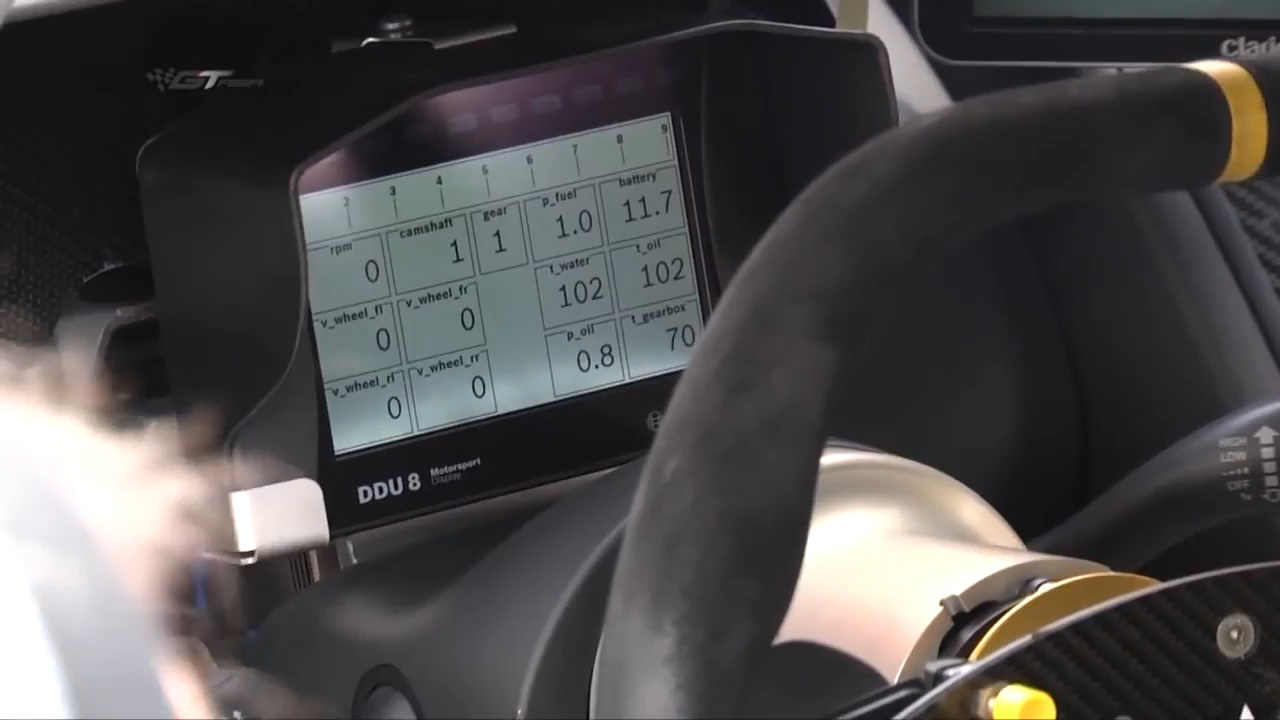 GT
Clari
2 3 4 5 6 7 8 9
rpm camshaft gear p_fuel battery
0 1 1 1.0 11.7
v_wheel_fl v_wheel_fr t_water t_oil
0 0 102 102
v_wheel_rl v_wheel_rr p_oil t_gearbox
0 0 0.8 70
DDU 8 Motorsport
Display
HIGH
LOW
OFF